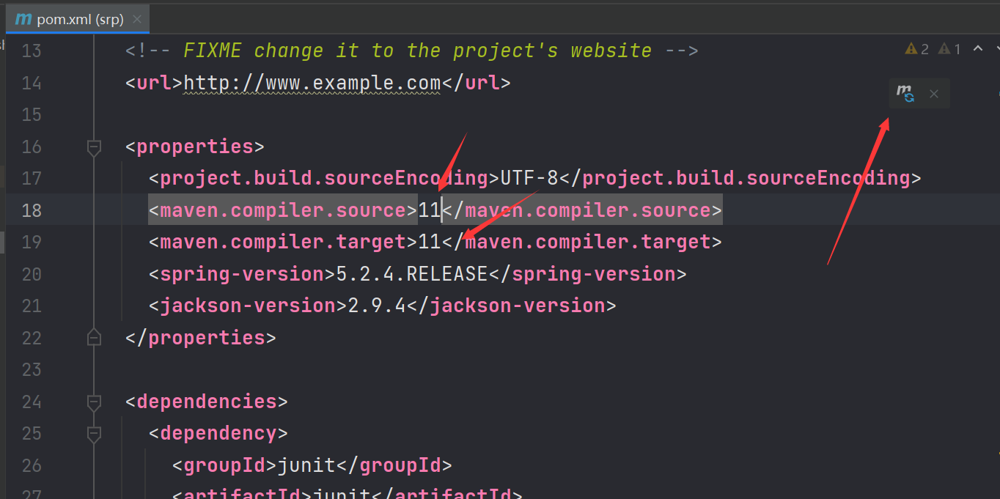 m pom.xml (srp)
2 1
13 <!-- FIXME change it to the project's website -->
14 <url>http://www.example.com</url>
15
16 <properties>
17 <project.build.sourceEncoding>UTF-8</project.build.sourceEncoding>
18 <maven.compiler.source>11</maven.compiler.source>
19 <maven.compiler.target>11</maven.compiler.target>
20 <spring-version>5.2.4.RELEASE</spring-version>
21 <jackson-version>2.9.4</jackson-version>
22 </properties>
23
24 <dependencies>
25 <dependency>
26 <groupId>junit</groupId>
27 <artifactId>junit</artifactId>